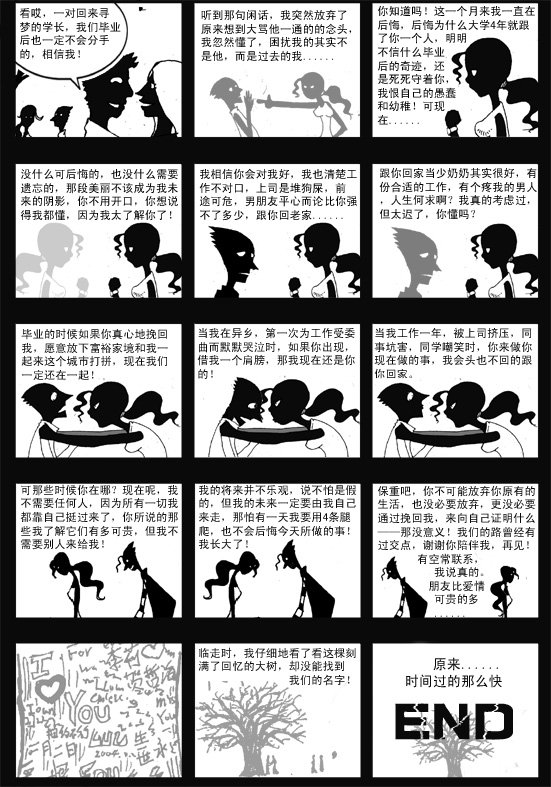 看哎，一对回来寻
梦的学长，我们毕业
后也一定不会分手
的，相信我！
听到那句闲话，我突然放弃了
原来想到大骂他一通的念头，
我忽然懂了，困扰我的其实不
是他，而是过去的我......
你知道吗！这一个月来我一直在
后悔，后悔为什么大学4年就跟
了你一个人，明明
不信什么毕业
后的奇迹，还
是死死守着你，
我恨自己的愚蠢
和幼稚！可现
在......
没什么可后悔的，也没什么需要
遗忘的，那段美丽不该成为我未
来的阴影，你不用开口，你想说
得我都懂，因为我太了解你了！
我相信你会对我好，我也清楚工
作不对口，上司是堆狗屎，前
途可危，男朋友平心而论比你强
不了多少，跟你回老家......
跟你回家当少奶奶其实很好，有
份合适的工作，有个疼我的男人
，人生何求啊？我真的考虑过，
但太迟了，你懂吗？
毕业的时候如果你真心地挽回
我，愿意放下富裕家境和我一
起来这个城市打拼，现在我们
一定还在一起！
当我在异乡，第一次为工作受委
曲而默默哭泣时，如果你出现，
借我一个肩膀，那我现在还是你
的！
当我工作一年，被上司挤压，同
事坑害，同学嘲笑时，你来做你
现在做的事，我会头也不回的跟
你回家。
可那些时候你在哪？现在呢，我
不需要任何人，因为所有一切我
都靠自己挺过来了，你所说的那
些我了解它们有多可贵，但我不
需要别人来给我！
我的将来并不乐观，说不怕是假
的，但我的未来一定要由我自己
来走，那怕有一天我要用4条腿
爬，也不会后悔今天所做的事！
我长大了！
保重吧，你不可能放弃你原有的
生活，也没必要放弃，更没必要
通过挽回我，来向自己证明什么
——那没意义！我们的路曾经有
过交点，谢谢你陪伴我，再见！
有空常联系，
我说真的。
朋友比爱情
可贵的多
......
I
YOU
For
临走时，我仔细地看了看这棵刻
满了回忆的大树，却没能找到
我们的名字！
原来......
时间过的那么快
END